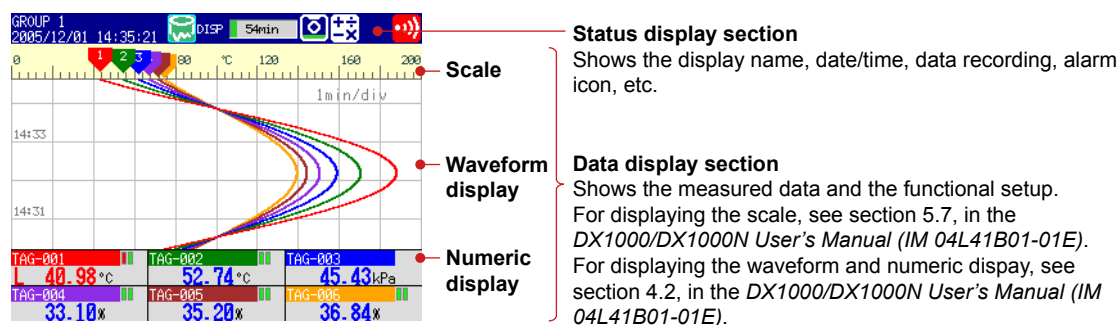 GROUP 1
2005/12/01 14:35:21
DISP
54min
0 80 °C 120 160 200
1 2 3
1min/div
14:33
14:31
TAG-001 TAG-002 TAG-003
L 40.98°C 52.74°C 45.43kPa
TAG-004 TAG-005 TAG-006
33.10% 35.20% 36.84%
Scale
Waveform
display
Numeric
display
Status display section
Shows the display name, date/time, data recording, alarm
icon, etc.
Data display section
Shows the measured data and the functional setup.
For displaying the scale, see section 5.7, in the
DX1000/DX1000N User's Manual (IM 04L41B01-01E).
For displaying the waveform and numeric dispay, see
section 4.2, in the DX1000/DX1000N User's Manual (IM
04L41B01-01E).